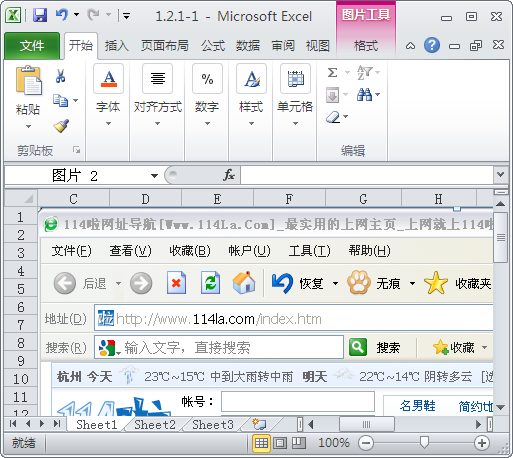 1.2.1-1 - Microsoft Excel 图片工具
文件 开始 插入 页面布局 公式 数据 审阅 视图 格式
粘贴 字体 对齐方式 数字 样式 单元格
剪贴板 编辑
图片 2 fx
C D E F G H
1 114啦网址导航[Www.114La.Com]_最实用的上网主页_上网就上114啦
2
3 文件(F) 查看(V) 收藏(B) 帐户(U) 工具(T) 帮助(H)
4
5 后退 恢复 无痕 收藏夹
6
7 地址(D) 啦 http://www.114la.com/index.htm
8 搜索(R) 输入文字，直接搜索 搜索 收藏
9
10 杭州 今天 23℃~15℃ 中到大雨转中雨 明天 22℃~14℃ 阴转多云
11 帐号： 名男鞋
12 114
Sheet1 Sheet2 Sheet3
就绪 100%